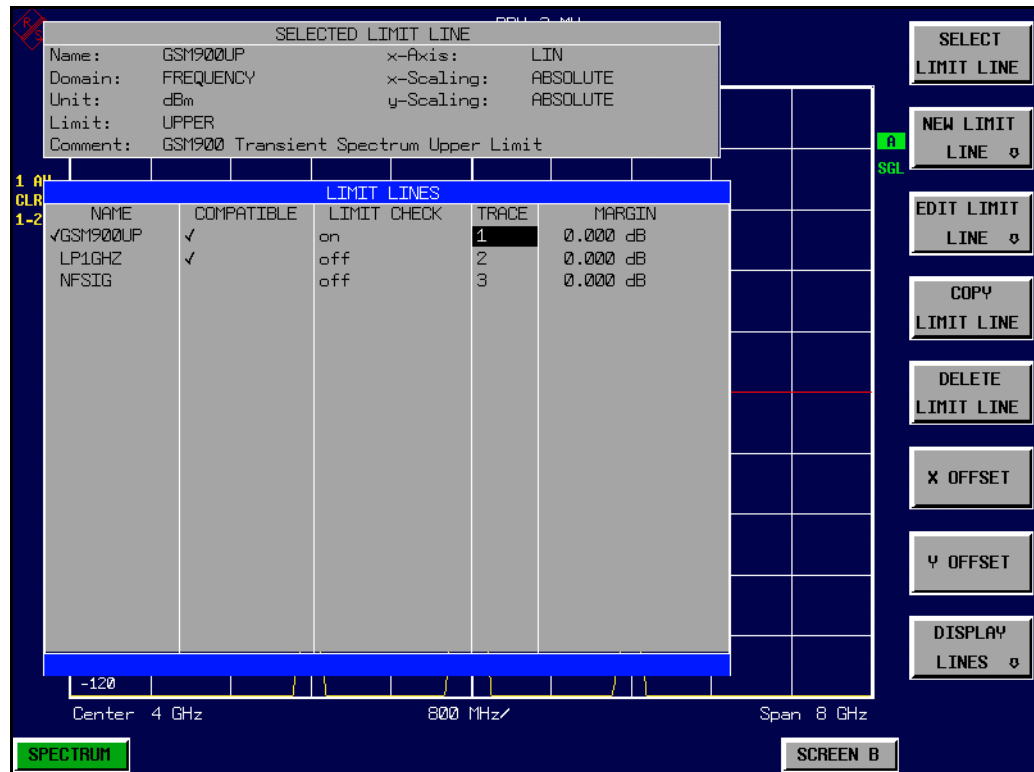 R/S
SELECTED LIMIT LINE
Name: GSM900UP x-Axis: LIN
Domain: FREQUENCY x-Scaling: ABSOLUTE
Unit: dBm y-Scaling: ABSOLUTE
Limit: UPPER
Comment: GSM900 Transient Spectrum Upper Limit
A
SGL
CLR
1-2
LIMIT LINES
NAME COMPATIBLE LIMIT CHECK TRACE MARGIN
✓GSM900UP ✓ on 1 0.000 dB
LP1GHZ ✓ off 2 0.000 dB
NFSIG off 3 0.000 dB
-120
Center 4 GHz 800 MHz/ Span 8 GHz
SPECTRUM
SCREEN B
SELECT
LIMIT LINE
NEW LIMIT
LINE ⇩
EDIT LIMIT
LINE ⇩
COPY
LIMIT LINE
DELETE
LIMIT LINE
X OFFSET
Y OFFSET
DISPLAY
LINES ⇩